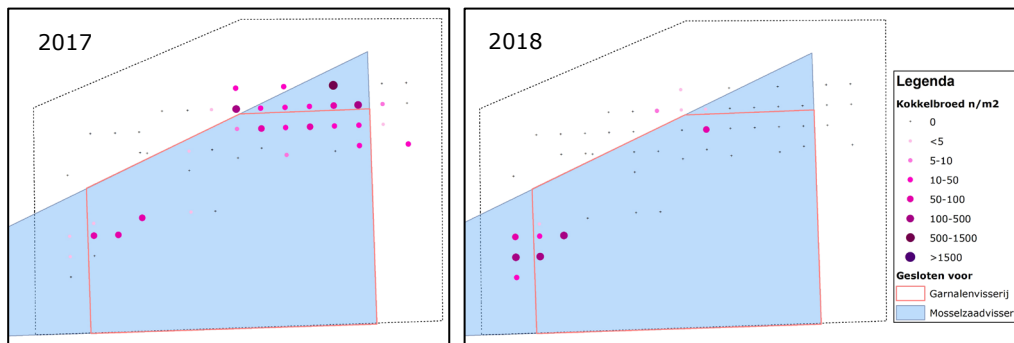 2017
2018
Legenda
Kokkelbroed n/m2
0
<5
5-10
10-50
50-100
100-500
500-1500
>1500
Gesloten voor
Garnalenvisserij
Mosselzaadvisser